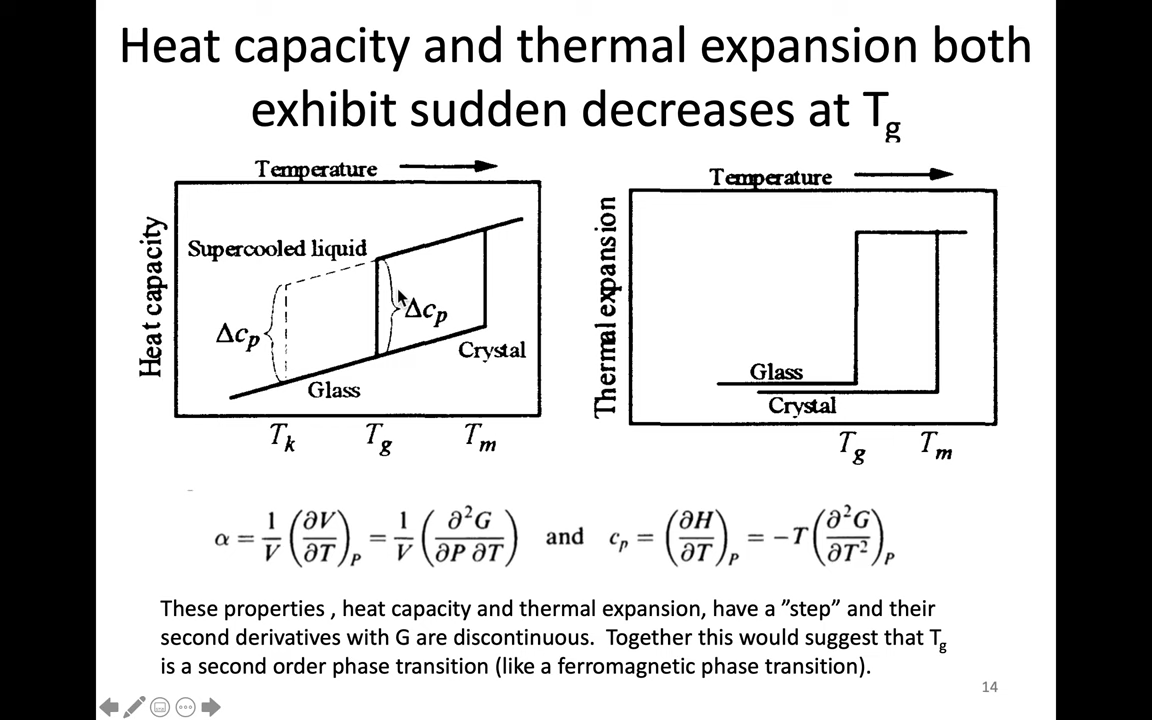 Heat capacity and thermal expansion both
exhibit sudden decreases at Tg
Temperature
Heat capacity
Supercooled liquid
Δcp
Δcp
Crystal
Glass
Tk
Tg
Tm
Temperature
Thermal expansion
Glass
Crystal
Tg
Tm
α = 1/V (∂V/∂T)P = 1/V (∂²G/∂P ∂T) and cp = (∂H/∂T)P = −T (∂²G/∂T²)P
These properties , heat capacity and thermal expansion, have a ”step” and their
second derivatives with G are discontinuous. Together this would suggest that Tg
is a second order phase transition (like a ferromagnetic phase transition).
14